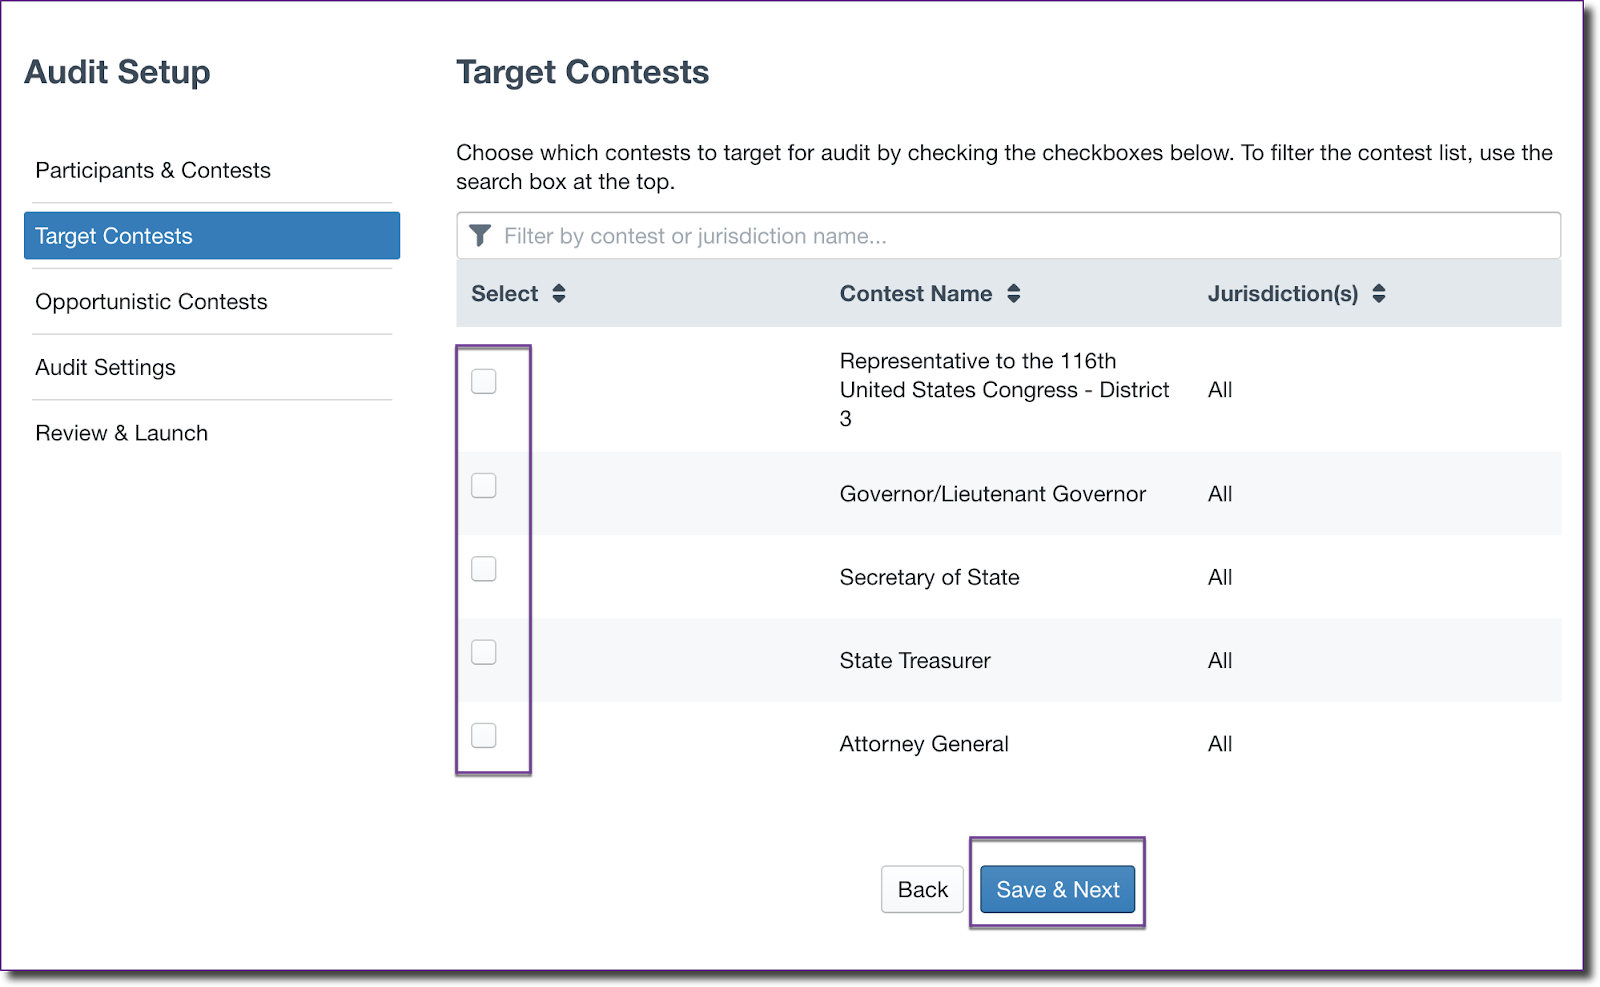 Audit Setup
Participants & Contests
Target Contests
Opportunistic Contests
Audit Settings
Review & Launch
Target Contests
Choose which contests to target for audit by checking the checkboxes below. To filter the contest list, use the
search box at the top.
Filter by contest or jurisdiction name...
Select Contest Name Jurisdiction(s)
Representative to the 116th
United States Congress - District All
3
Governor/Lieutenant Governor All
Secretary of State All
State Treasurer All
Attorney General All
Back Save & Next